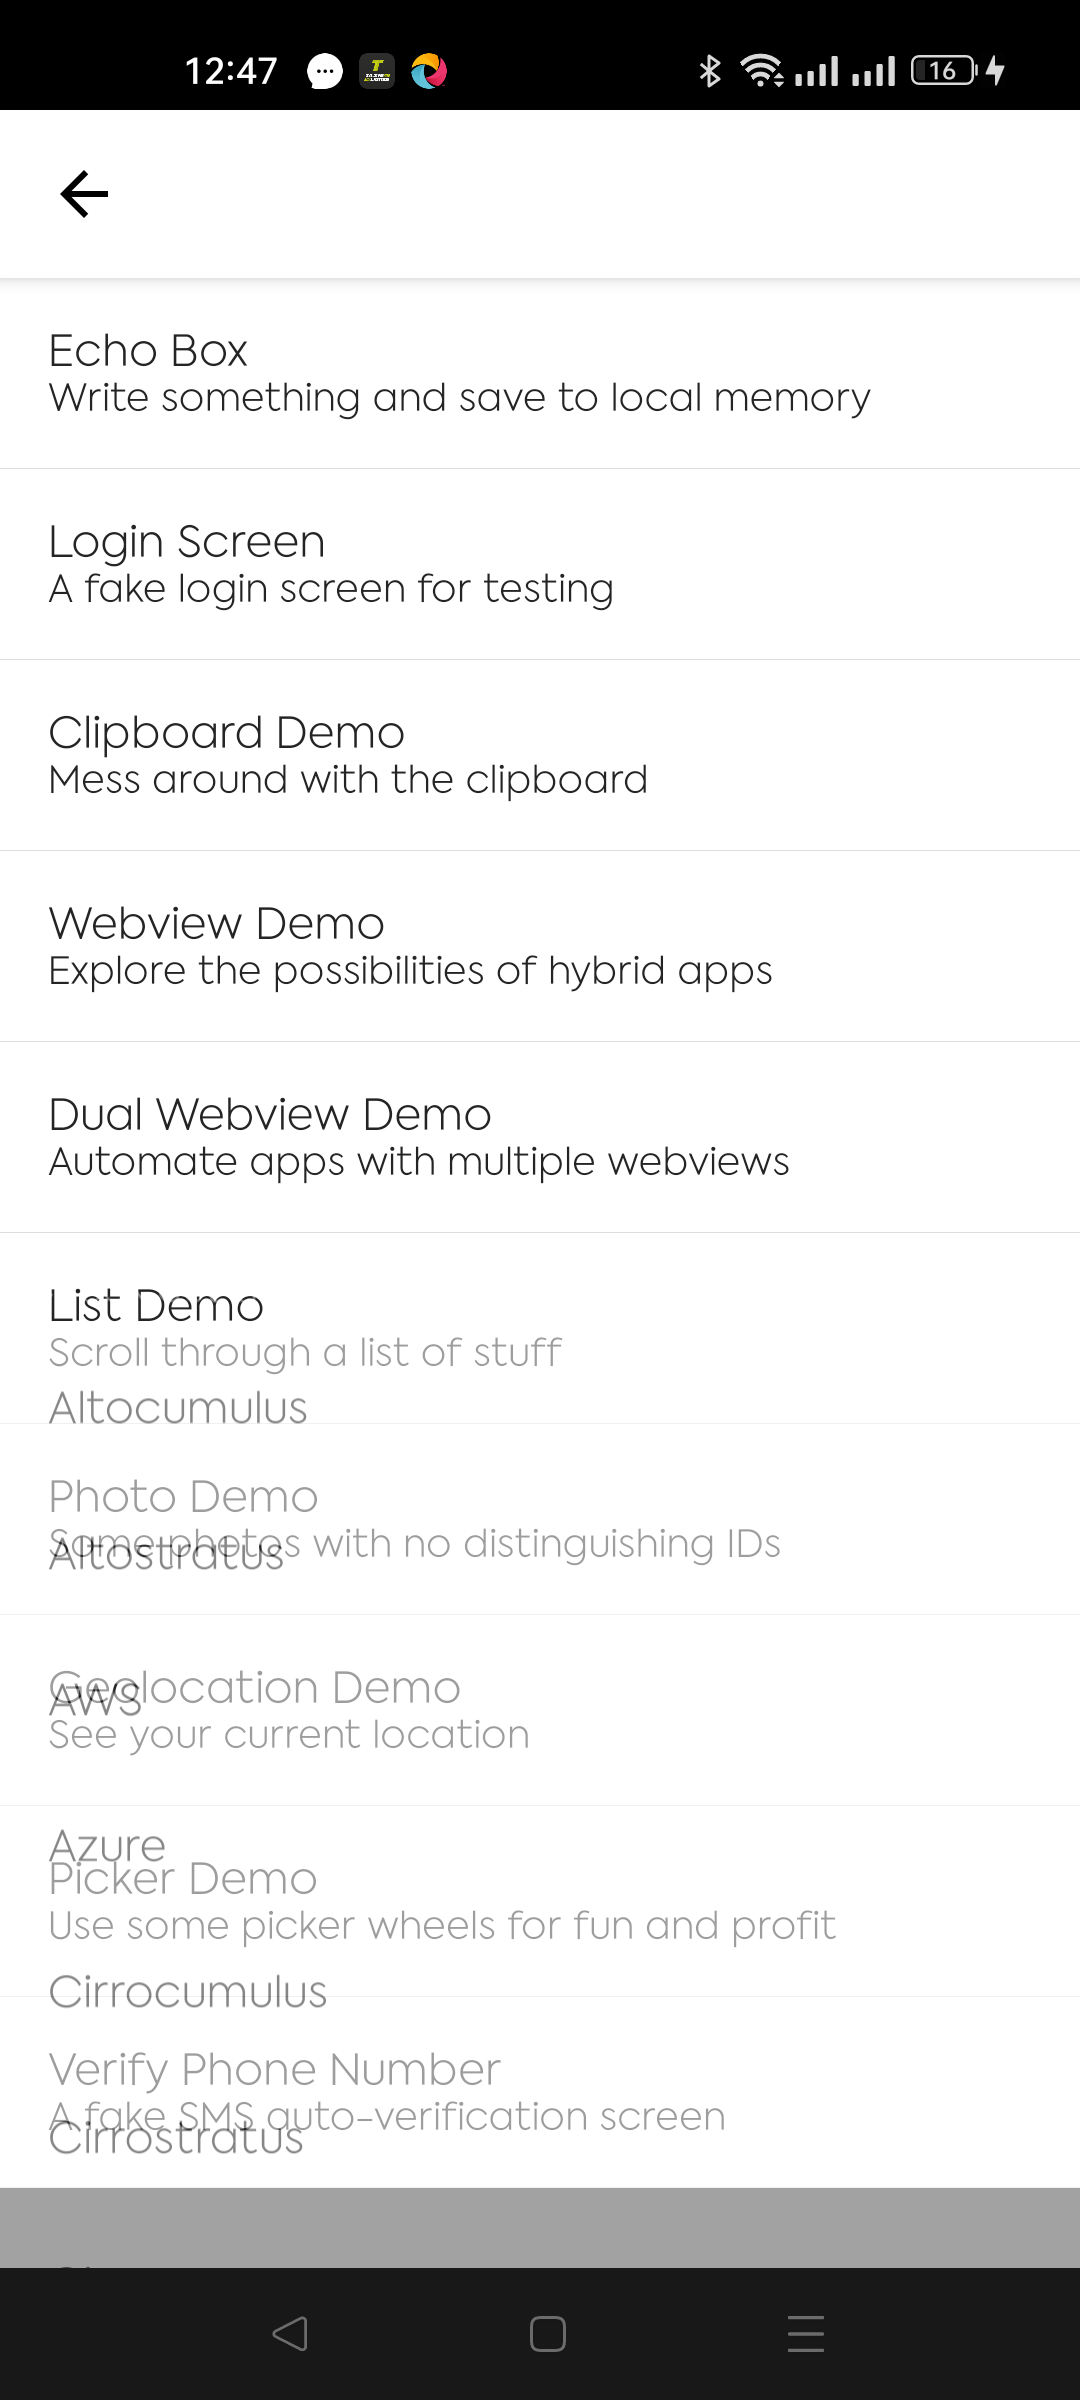 12:47
16
Echo Box
Write something and save to local memory
Login Screen
A fake login screen for testing
Clipboard Demo
Mess around with the clipboard
Webview Demo
Explore the possibilities of hybrid apps
Dual Webview Demo
Automate apps with multiple webviews
List Demo
Scroll through a list of stuff
Altocumulus
Photo Demo
Some photos with no distinguishing IDs
Altostratus
Geolocation Demo
AWS
See your current location
Azure
Picker Demo
Use some picker wheels for fun and profit
Cirrocumulus
Verify Phone Number
A fake SMS auto-verification screen
Cirrostratus